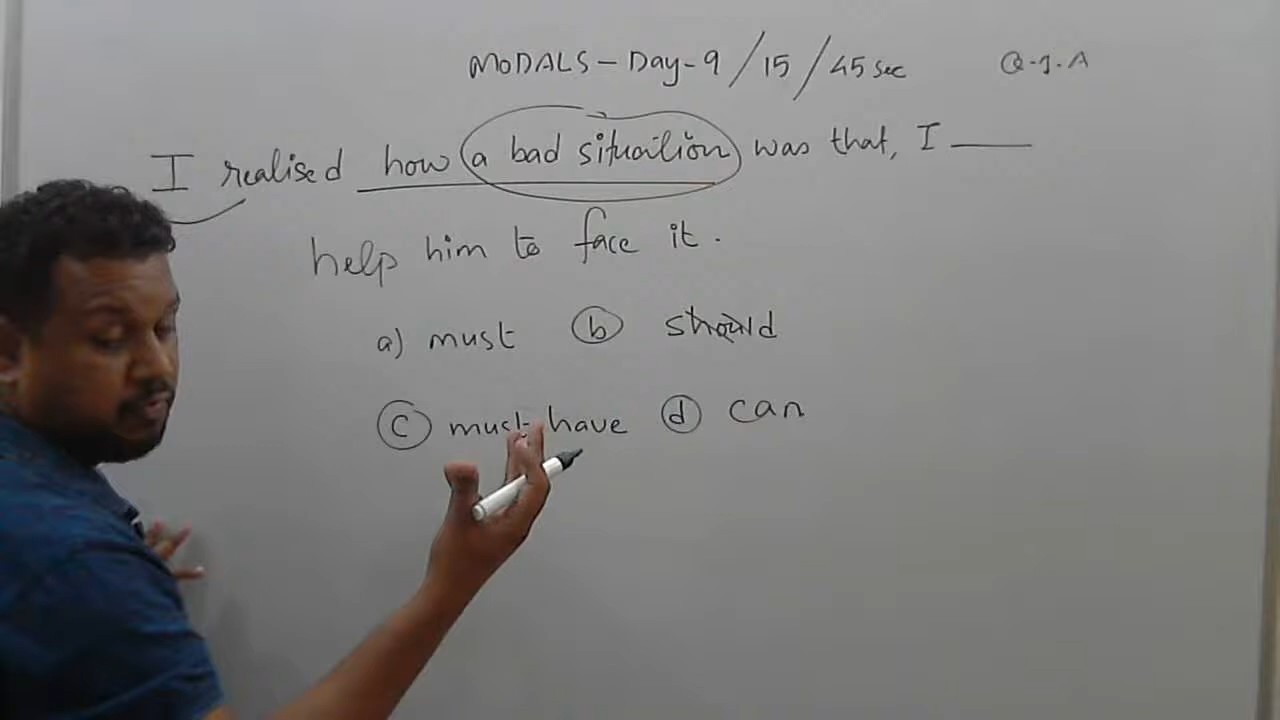 MODALS - Day - 9 / 15 / 45 sec Q.1.A
I realised how a bad situaition was that, I ____
help him to face it.
a) must b should
c must have d can